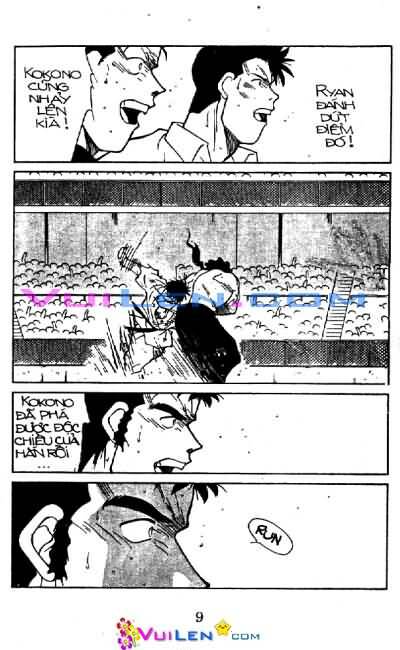 KOKONO
CŨNG
NHẢY
LÊN
KÌA!
RYAN
ĐÁNH
DỨT
ĐIỂM
ĐÓ!
VUILEN.COM
KOKONO
ĐÃ PHÁ
ĐƯỢC ĐỘC
CHIÊU CỦA
HẮN RỒI
...
RUN
9
VUILEN.COM